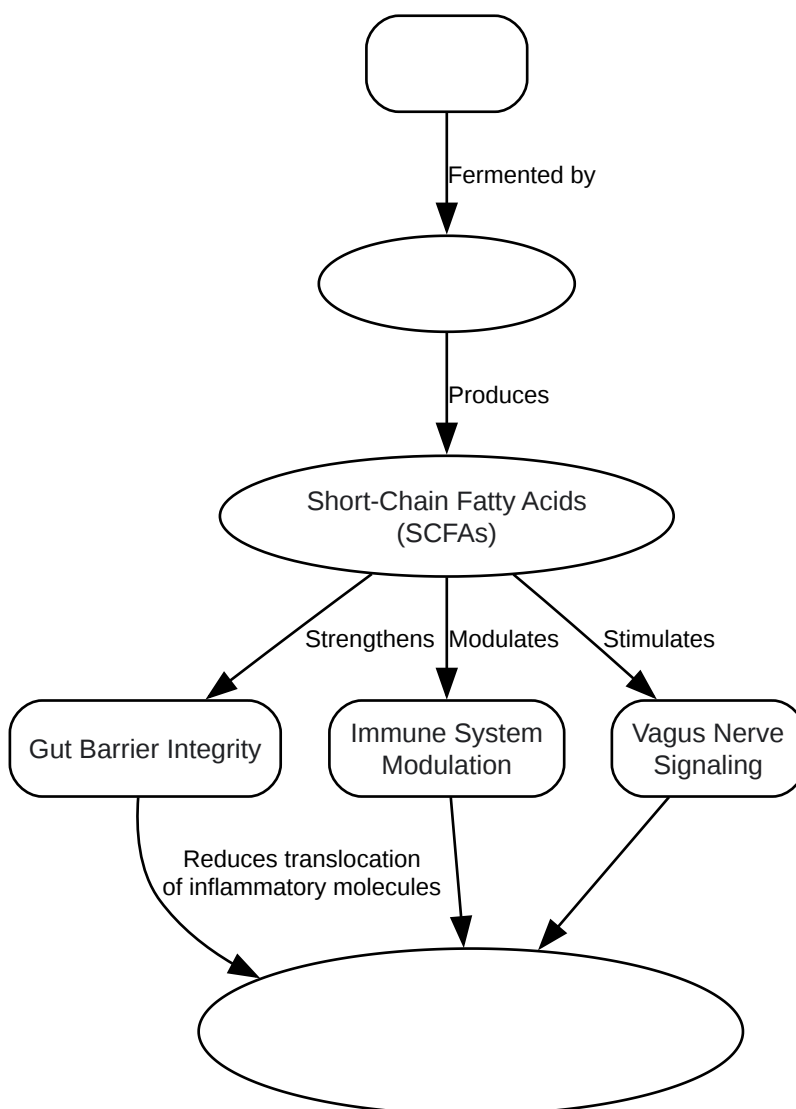 Fermented by
Produces
Short-Chain Fatty Acids
(SCFAs)
Strengthens
Modulates
Stimulates
Gut Barrier Integrity
Immune System
Modulation
Vagus Nerve
Signaling
Reduces translocation
of inflammatory molecules